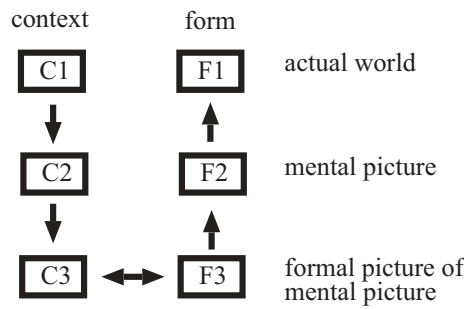 context form
C1 F1 actual world
C2 F2 mental picture
C3 F3 formal picture of
mental picture